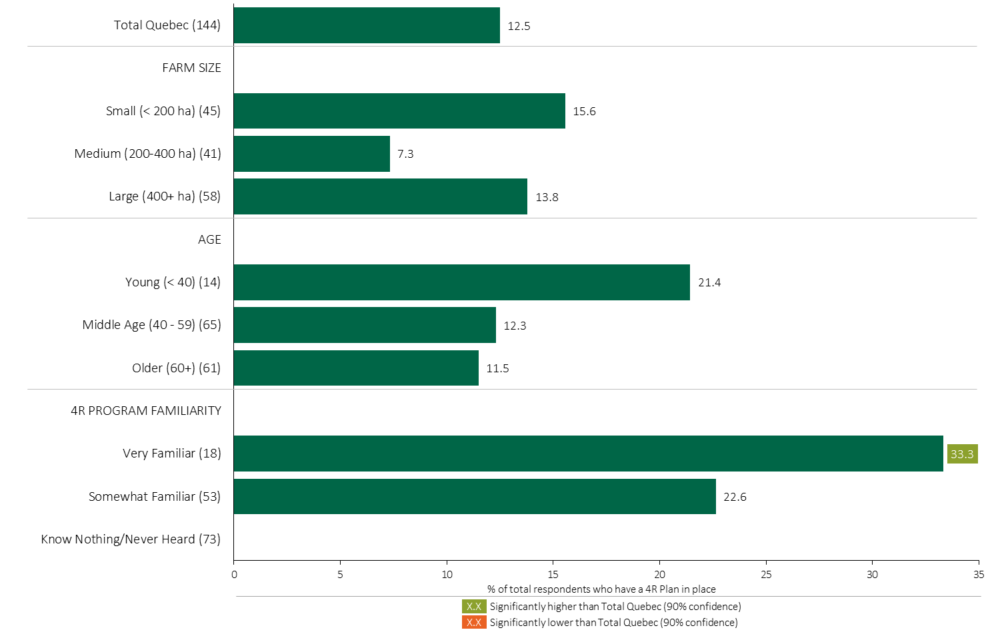 Total Quebec (144) 12.5
FARM SIZE
Small (< 200 ha) (45) 15.6
Medium (200-400 ha) (41) 7.3
Large (400+ ha) (58) 13.8
AGE
Young (< 40) (14) 21.4
Middle Age (40 - 59) (65) 12.3
Older (60+) (61) 11.5
4R PROGRAM FAMILIARITY
Very Familiar (18) 33.3
Somewhat Familiar (53) 22.6
Know Nothing/Never Heard (73)
0 5 10 15 20 25 30 35
% of total respondents who have a 4R Plan in place
X.X Significantly higher than Total Quebec (90% confidence)
X.X Significantly lower than Total Quebec (90% confidence)